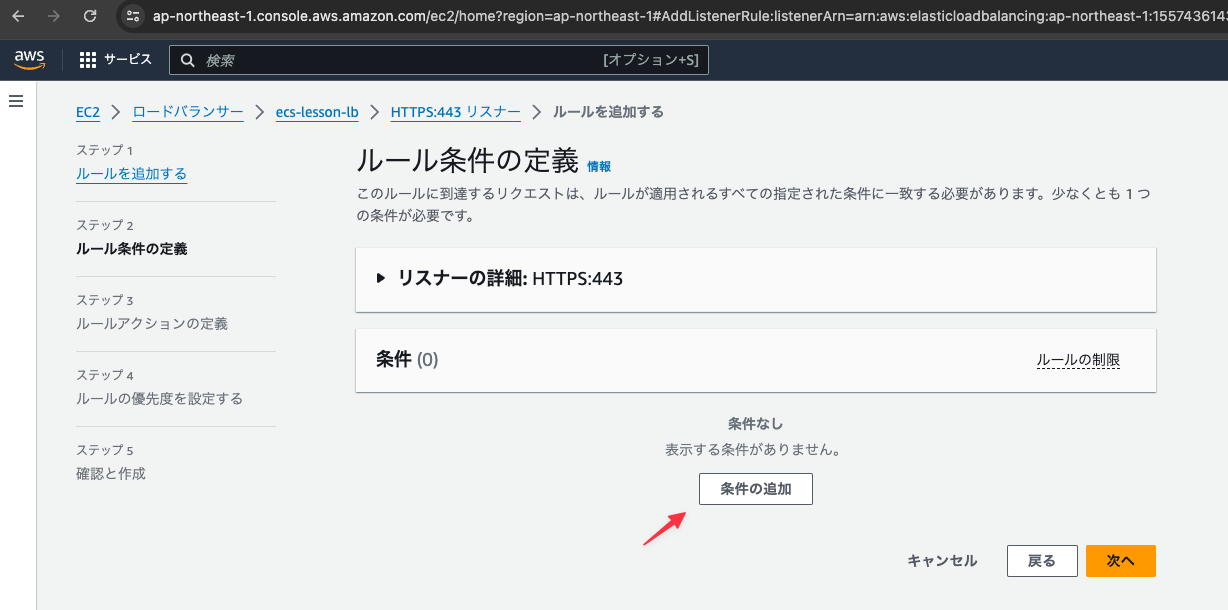 ap-northeast-1.console.aws.amazon.com/ec2/home?region=ap-northeast-1#AddListenerRule:listenerArn=arn:aws:elasticloadbalancing:ap-northeast-1:1557436143
aws サービス 検索 [オプション+S]
EC2 > ロードバランサー > ecs-lesson-lb > HTTPS:443 リスナー > ルールを追加する
ステップ 1
ルールを追加する
ステップ 2
ルール条件の定義
ステップ 3
ルールアクションの定義
ステップ 4
ルールの優先度を設定する
ステップ 5
確認と作成
ルール条件の定義 情報
このルールに到達するリクエストは、ルールが適用されるすべての指定された条件に一致する必要があります。少なくとも 1 つ
の条件が必要です。
リスナーの詳細: HTTPS:443
条件 (0)
ルールの制限
条件なし
表示する条件がありません。
条件の追加
キャンセル 戻る 次へ